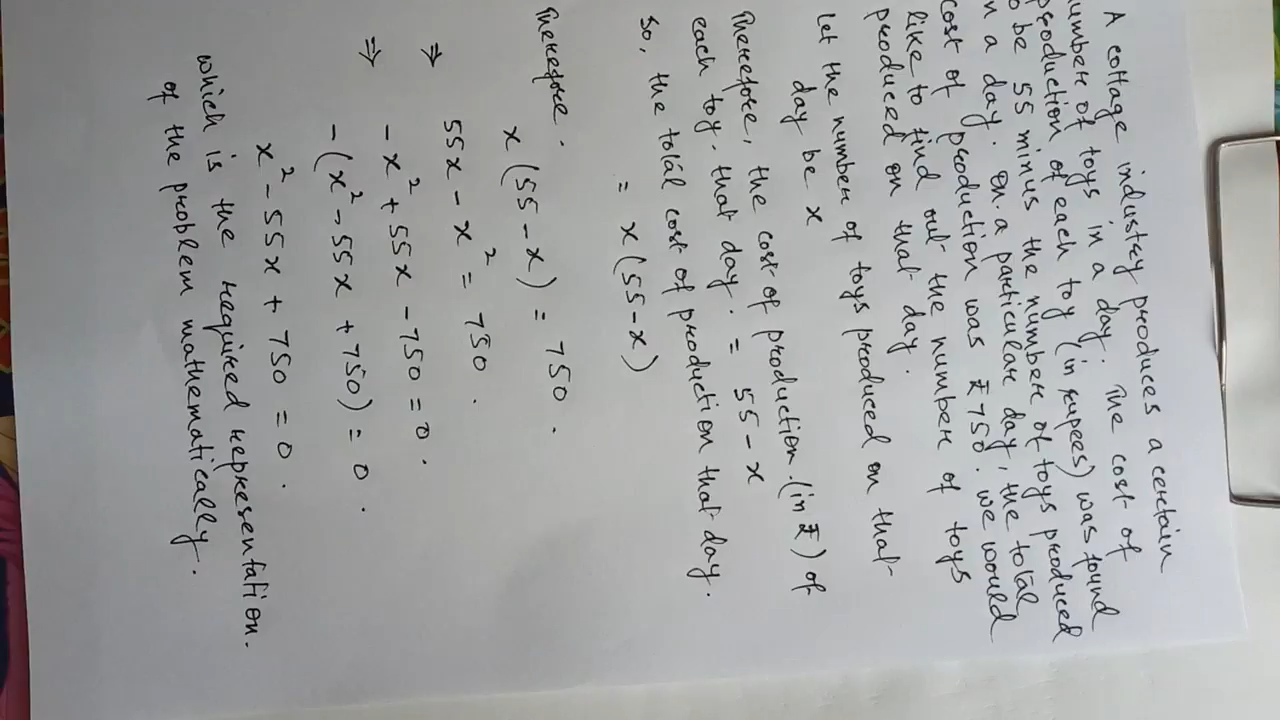 A cottage industry produces a certain
number of toys in a day. The cost of
production of each toy (in rupees) was found
to be 55 minus the number of toys produced
in a day. On a particular day, the total
cost of production was ₹750. we would
like to find out the number of toys
produced on that day.
Let the number of toys produced on that
day be x
Therefore, the cost of production (in ₹) of
each toy, that day. = 55 - x
So, the total cost of production that day.
= x(55-x)
Therefore.
x(55-x) = 750.
⇒ 55x - x² = 750.
⇒ -x² + 55x - 750 = 0.
-(x² - 55x + 750) = 0.
x² - 55x + 750 = 0.
which is the required representation.
of the problem mathematically.